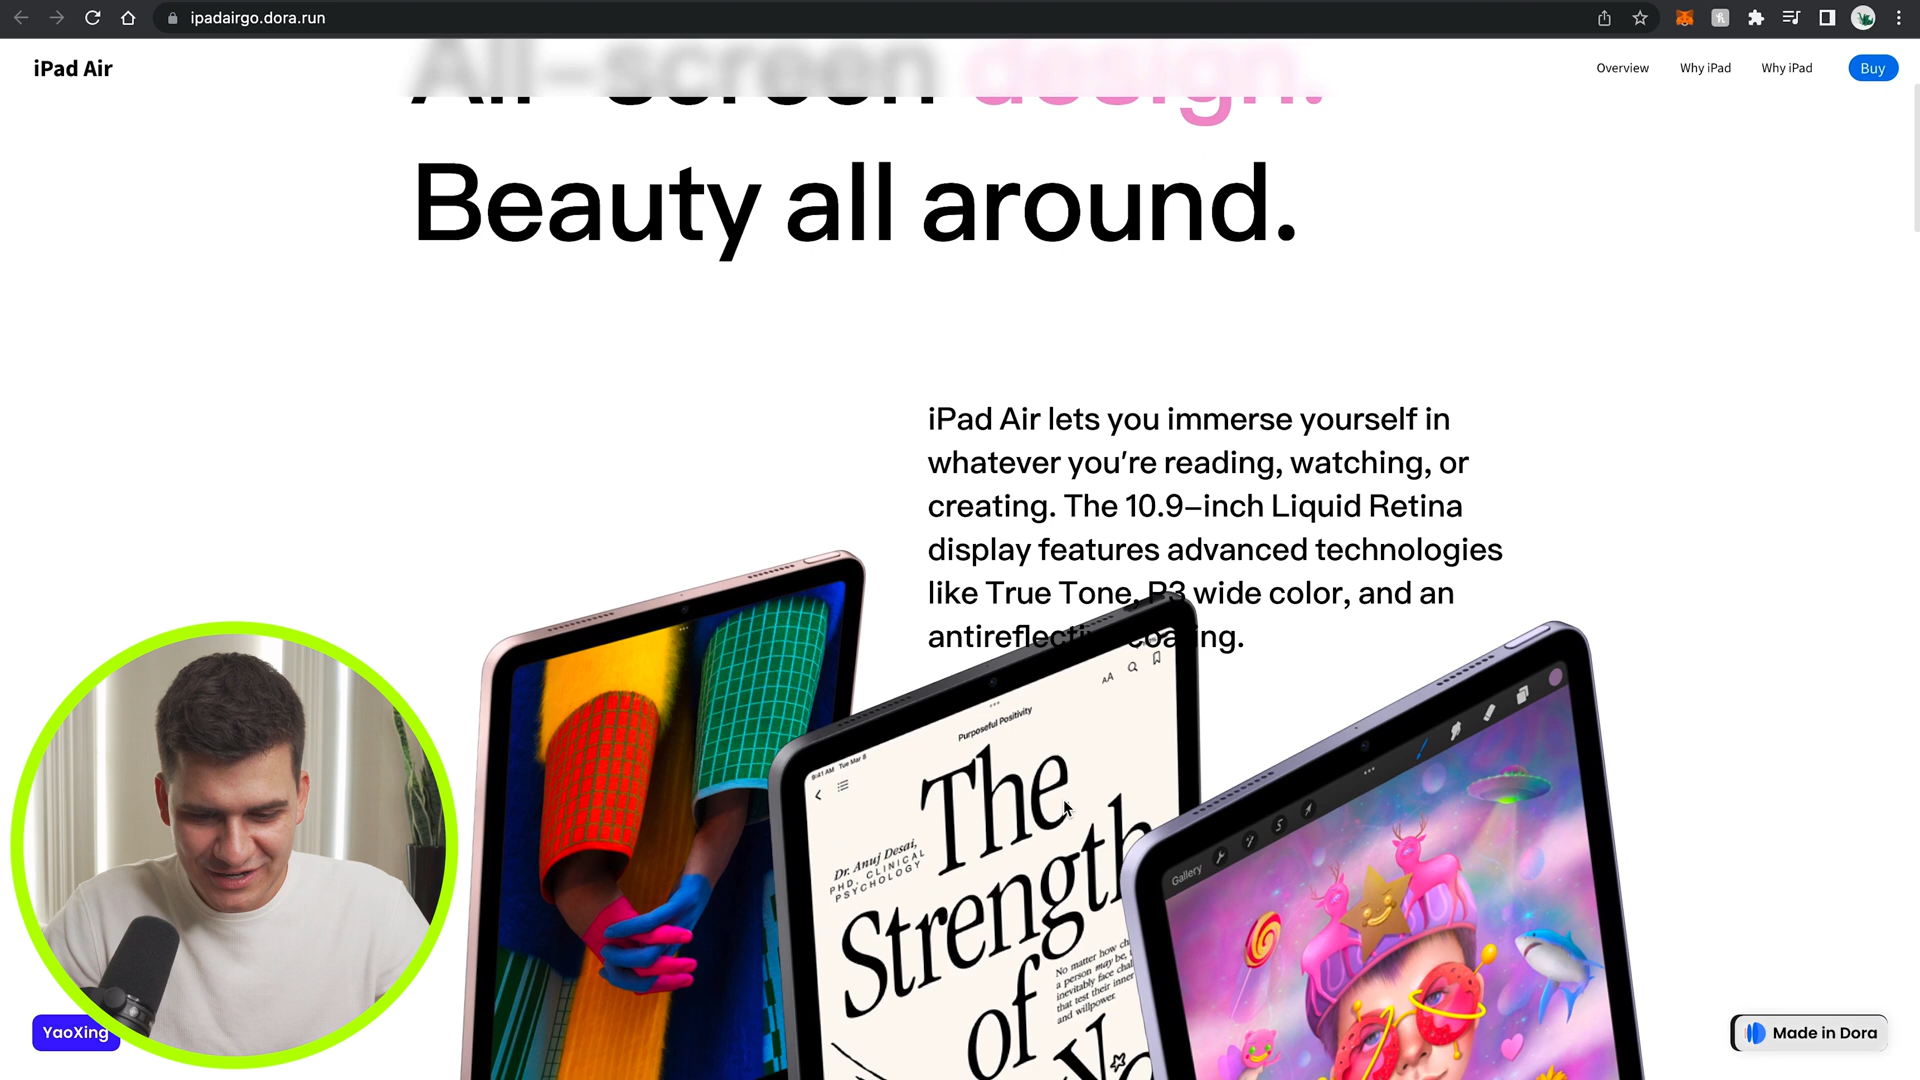 ipadairgo.dora.run
iPad Air
Overview
Why iPad
Why iPad
Buy
All-screen design.
Beauty all around.
iPad Air lets you immerse yourself in
whatever you're reading, watching, or
creating. The 10.9-inch Liquid Retina
display features advanced technologies
like True Tone, P3 wide color, and an
antireflective coating.
9:41 AM Tue Mar 8
Purposeful Positivity
AA
Dr. Anuj Desai,
PHD, CLINICAL
PSYCHOLOGY
The
Strength
of
No matter how
a person may be,
inevitably face
that test their inner
and willpower.
Gallery
YaoXing
Made in Dora